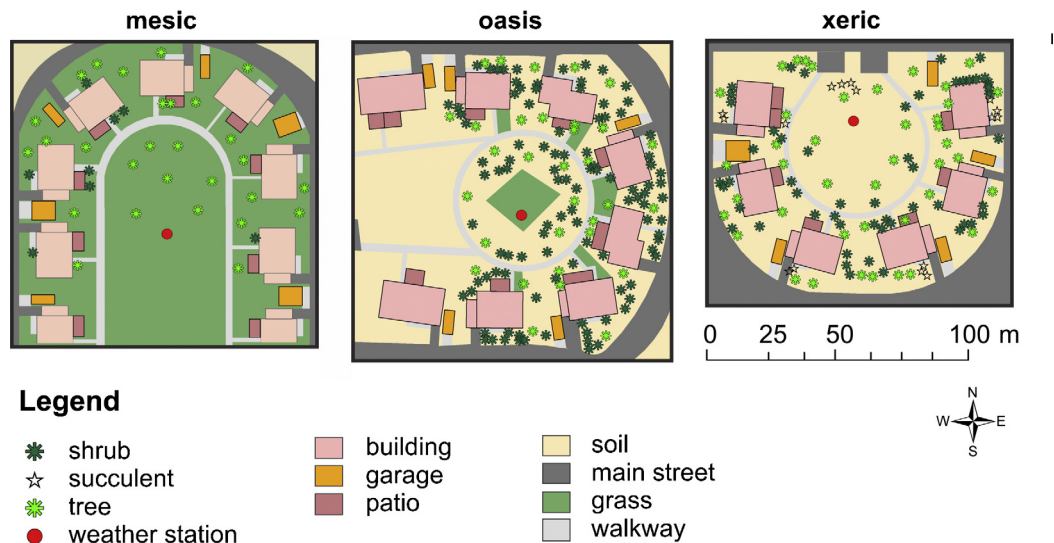 mesic
oasis
xeric
0 25 50 100 m
Legend
shrub
succulent
tree
weather station
building
garage
patio
soil
main street
grass
walkway
N
W E
S